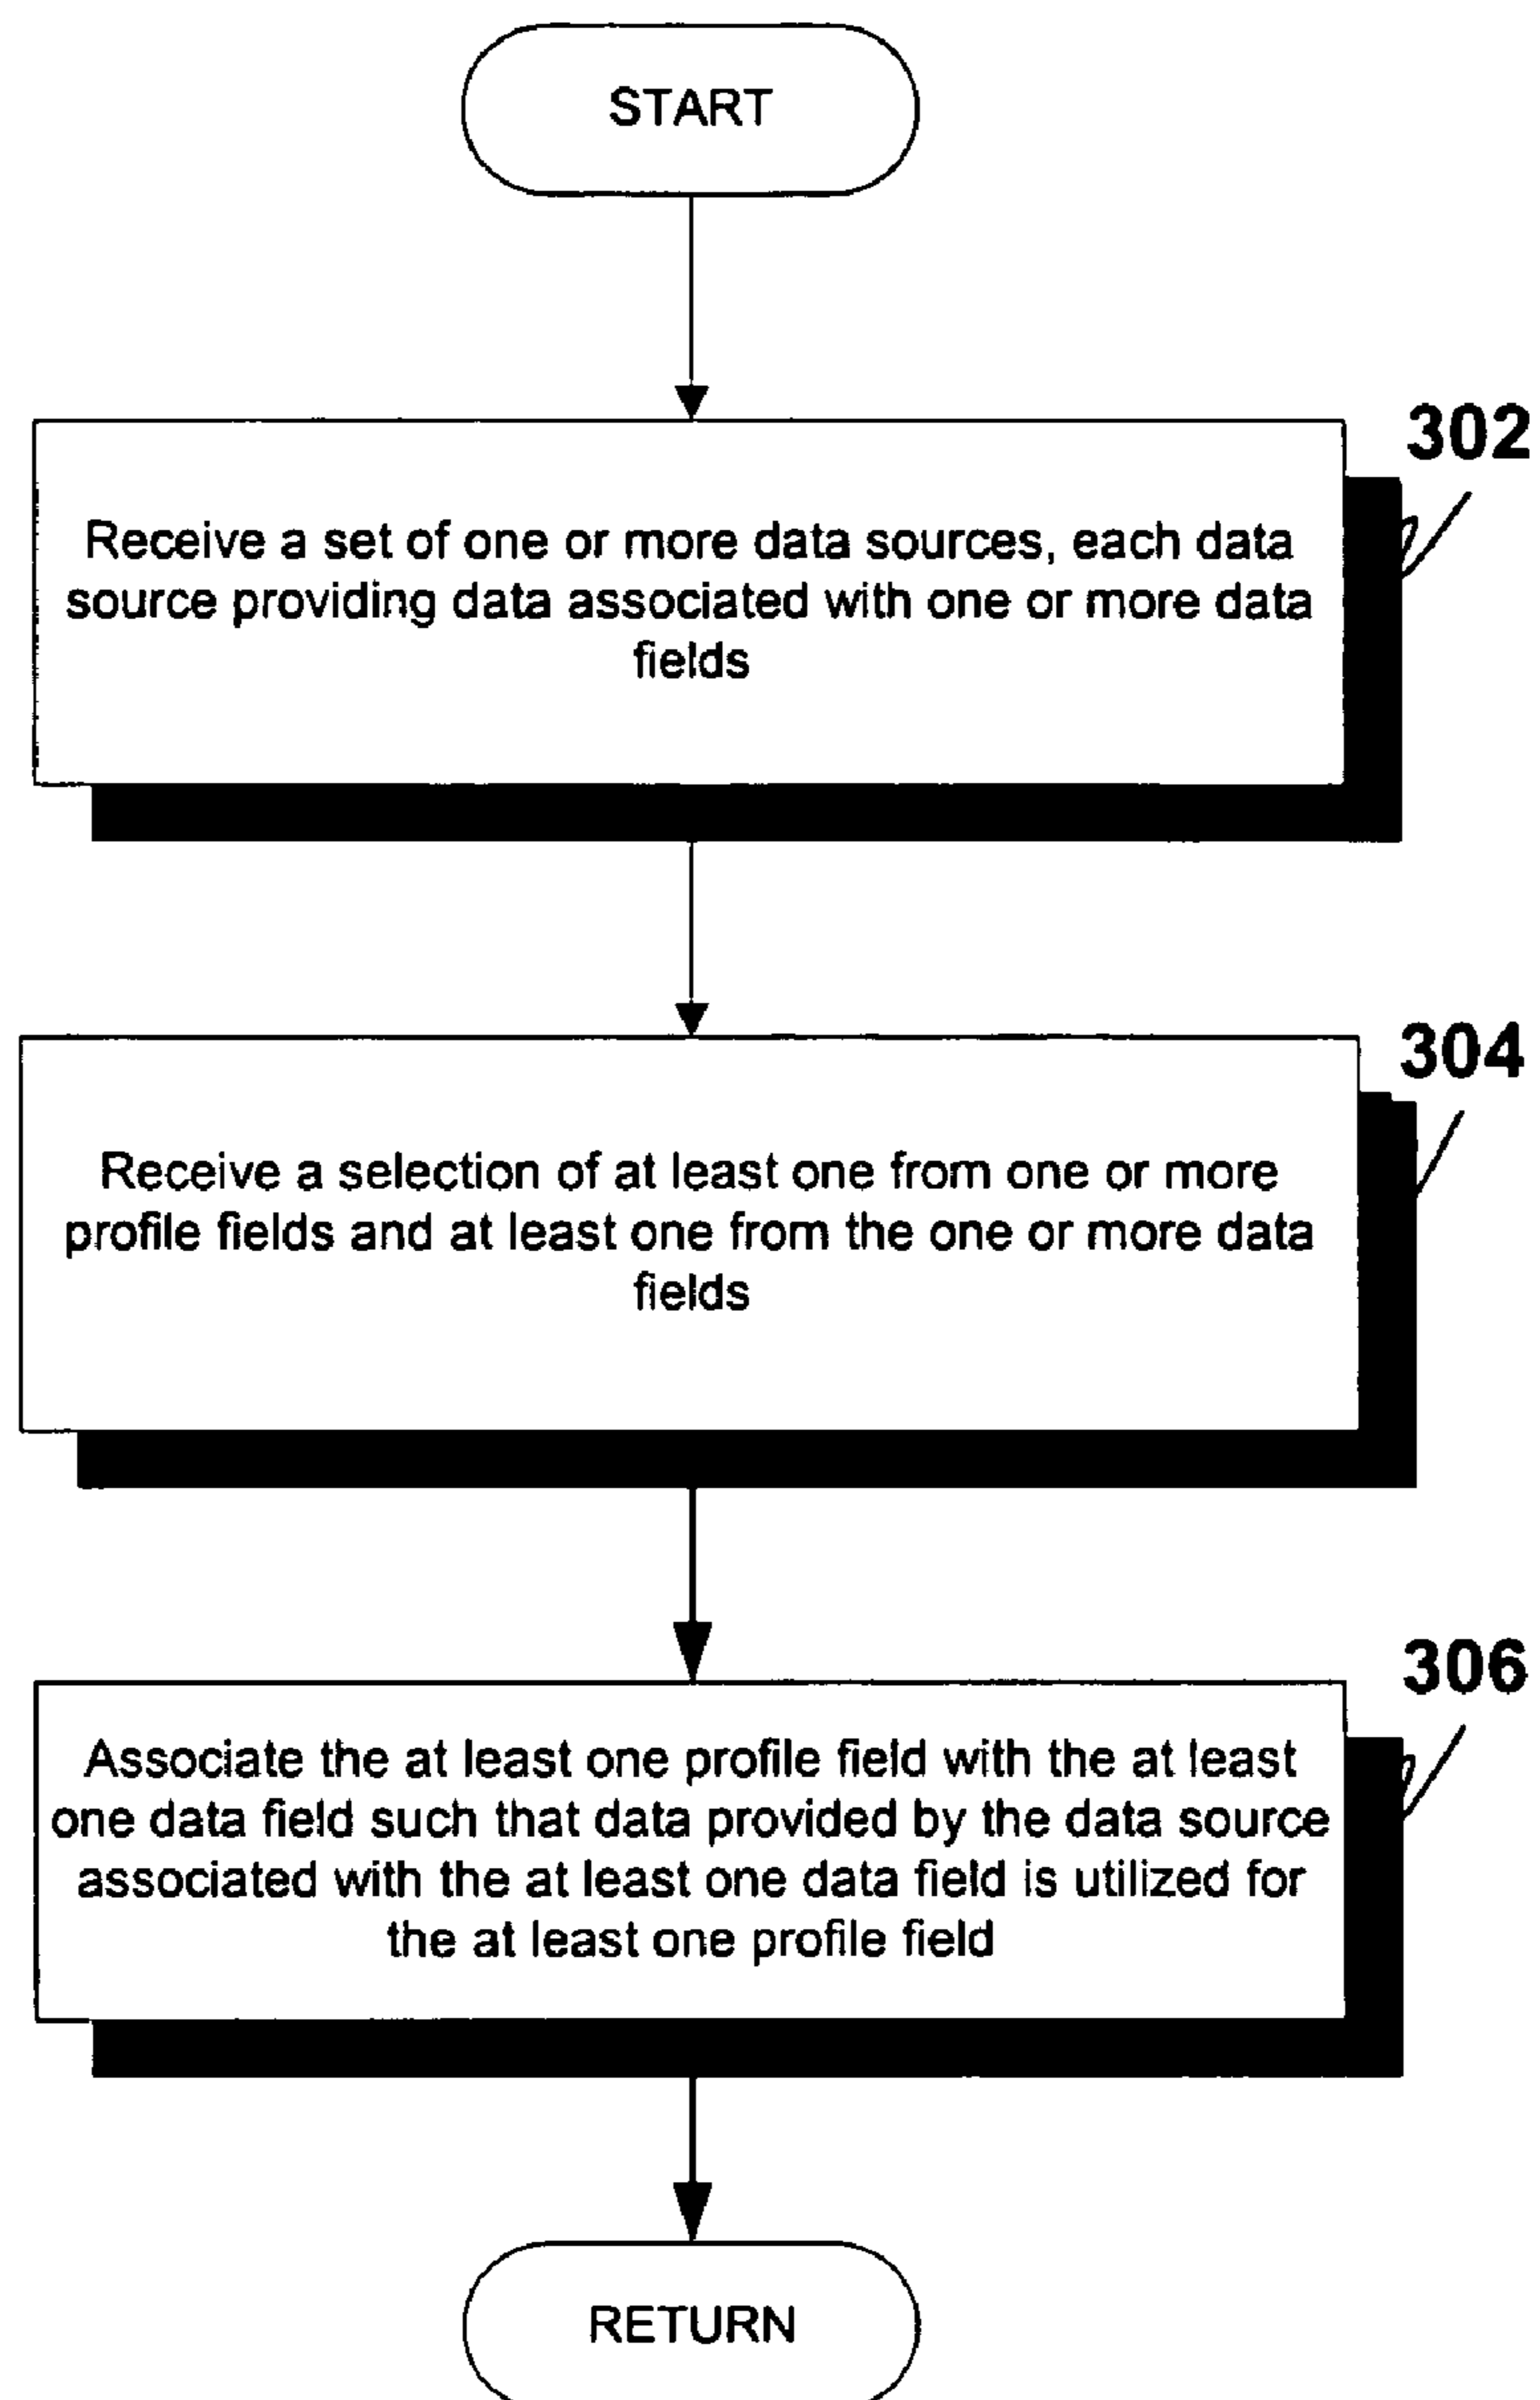 START
302
Receive a set of one or more data sources, each data
source providing data associated with one or more data
fields
304
Receive a selection of at least one from one or more
profile fields and at least one from the one or more data
fields
306
Associate the at least one profile field with the at least
one data field such that data provided by the data source
associated with the at least one data field is utilized for
the at least one profile field
RETURN